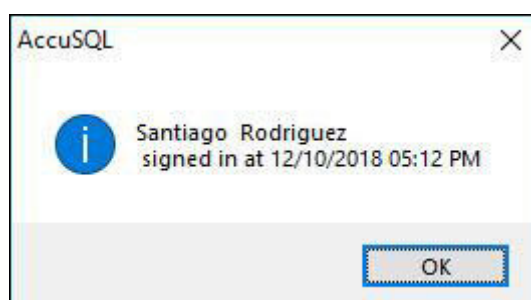 AccuSQL
Santiago Rodriguez
signed in at 12/10/2018 05:12 PM
OK